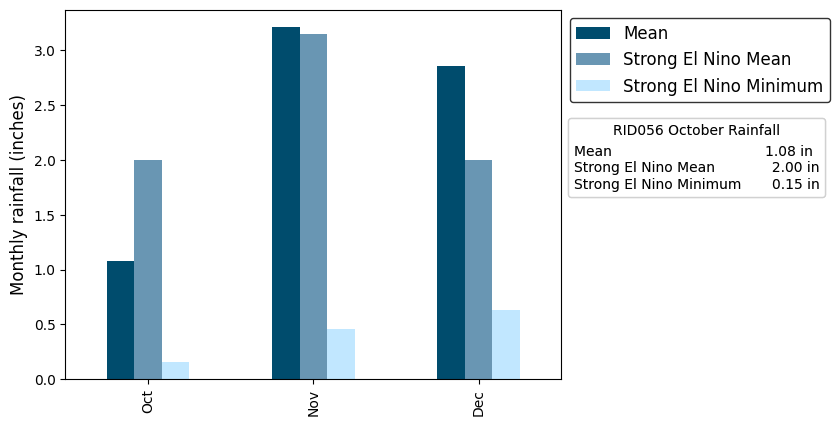 Monthly rainfall (inches)
3.0
2.5
2.0
1.5
1.0
0.5
0.0
Oct
Nov
Dec
Mean
Strong El Nino Mean
Strong El Nino Minimum
RID056 October Rainfall
Mean 1.08 in
Strong El Nino Mean 2.00 in
Strong El Nino Minimum 0.15 in